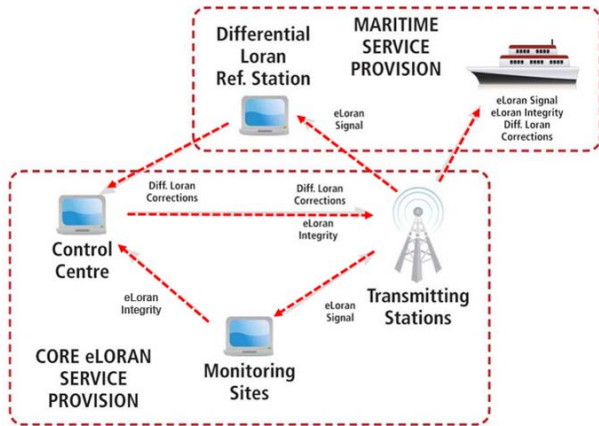 Differential
Loran
Ref. Station
MARITIME
SERVICE
PROVISION
eLoran
Signal
eLoran Signal
eLoran Integrity
Diff. Loran
Corrections
Diff. Loran
Corrections
Diff. Loran
Corrections
eLoran
Integrity
Control
Centre
Transmitting
Stations
eLoran
Integrity
eLoran
Signal
Monitoring
Sites
CORE eLORAN
SERVICE
PROVISION